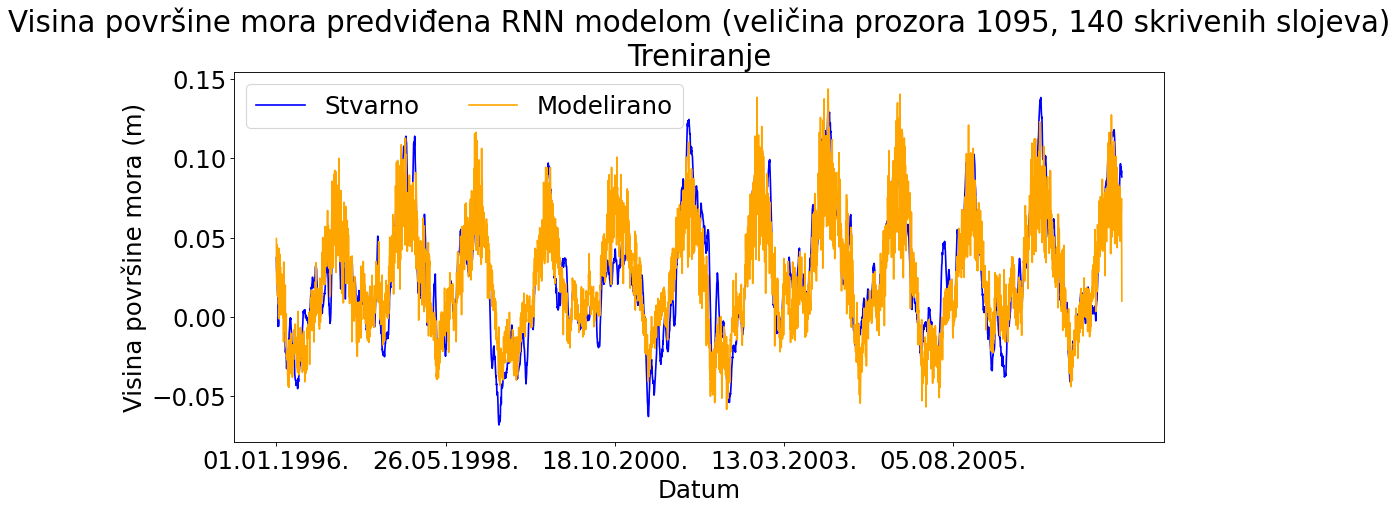 Visina površine mora predviđena RNN modelom (veličina prozora 1095, 140 skrivenih slojeva)
Treniranje
Stvarno
Modelirano
Visina površine mora (m)
0.15
0.10
0.05
0.00
−0.05
01.01.1996.
26.05.1998.
18.10.2000.
13.03.2003.
05.08.2005.
Datum